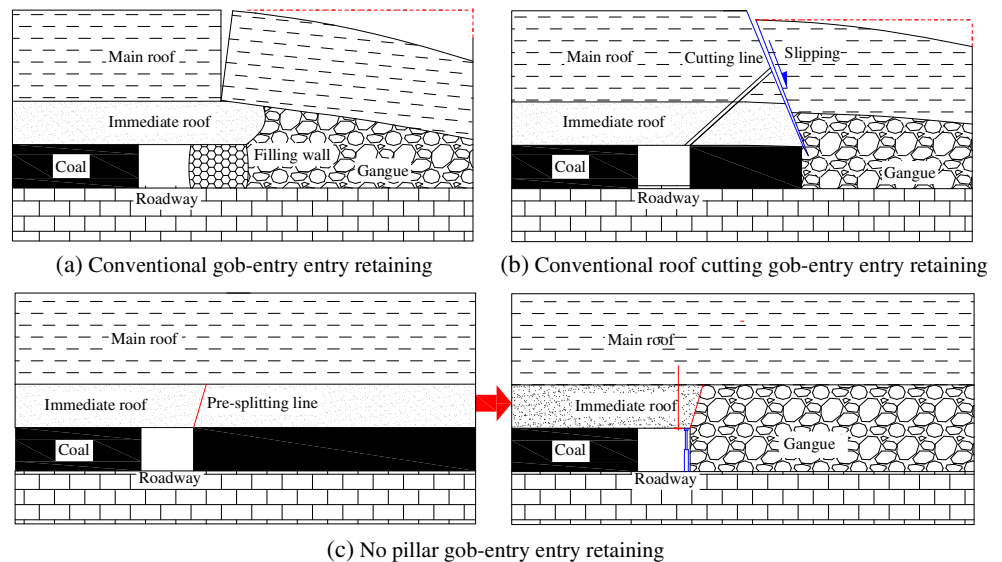 Main roof
Immediate roof
Coal
Filling wall
Gangue
Roadway
(a) Conventional gob-entry entry retaining
Main roof
Cutting line
Slipping
Immediate roof
Coal
Gangue
Roadway
(b) Conventional roof cutting gob-entry entry retaining
Main roof
Immediate roof
Pre-splitting line
Coal
Roadway
Main roof
Immediate roof
Coal
Gangue
Roadway
(c) No pillar gob-entry entry retaining